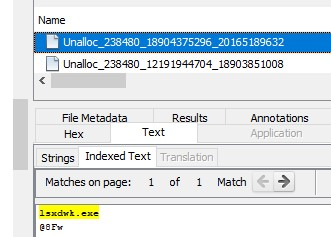 Name
Unalloc_238480_18904375296_20165189632
Unalloc_238480_12191944704_18903851008
File Metadata Results Annotations
Hex Text Application
Strings Indexed Text Translation
Matches on page: 1 of 1 Match
lsxdwk.exe
@8Fw